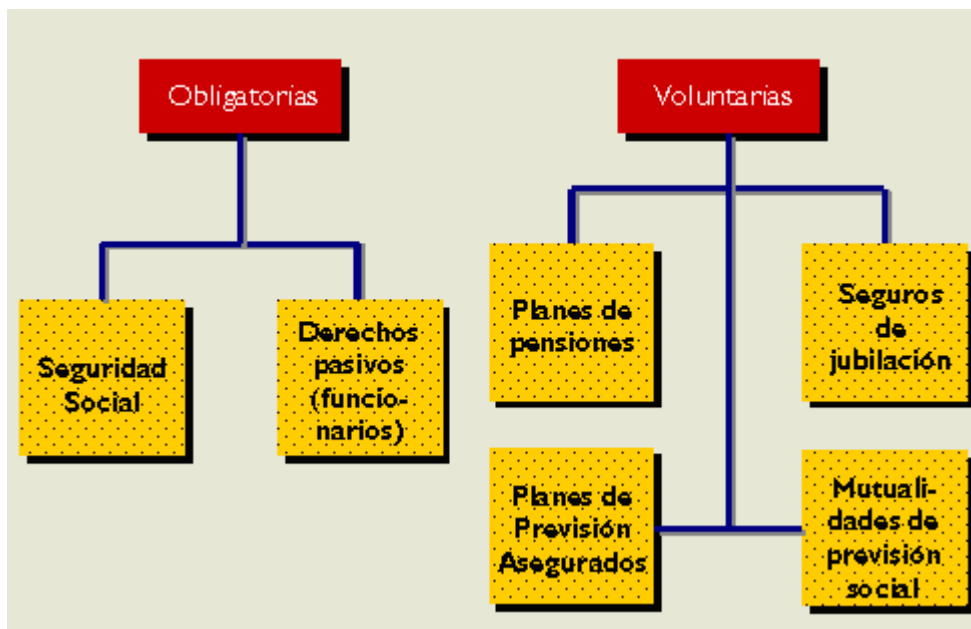 Obligatorias
Voluntarias
Seguridad
Social
Derechos
pasivos
(funcio-
narios)
Planes de
pensiones
Seguros
de
jubilación
Planes de
Previsión
Asegurados
Mutuali-
dades de
previsión
social